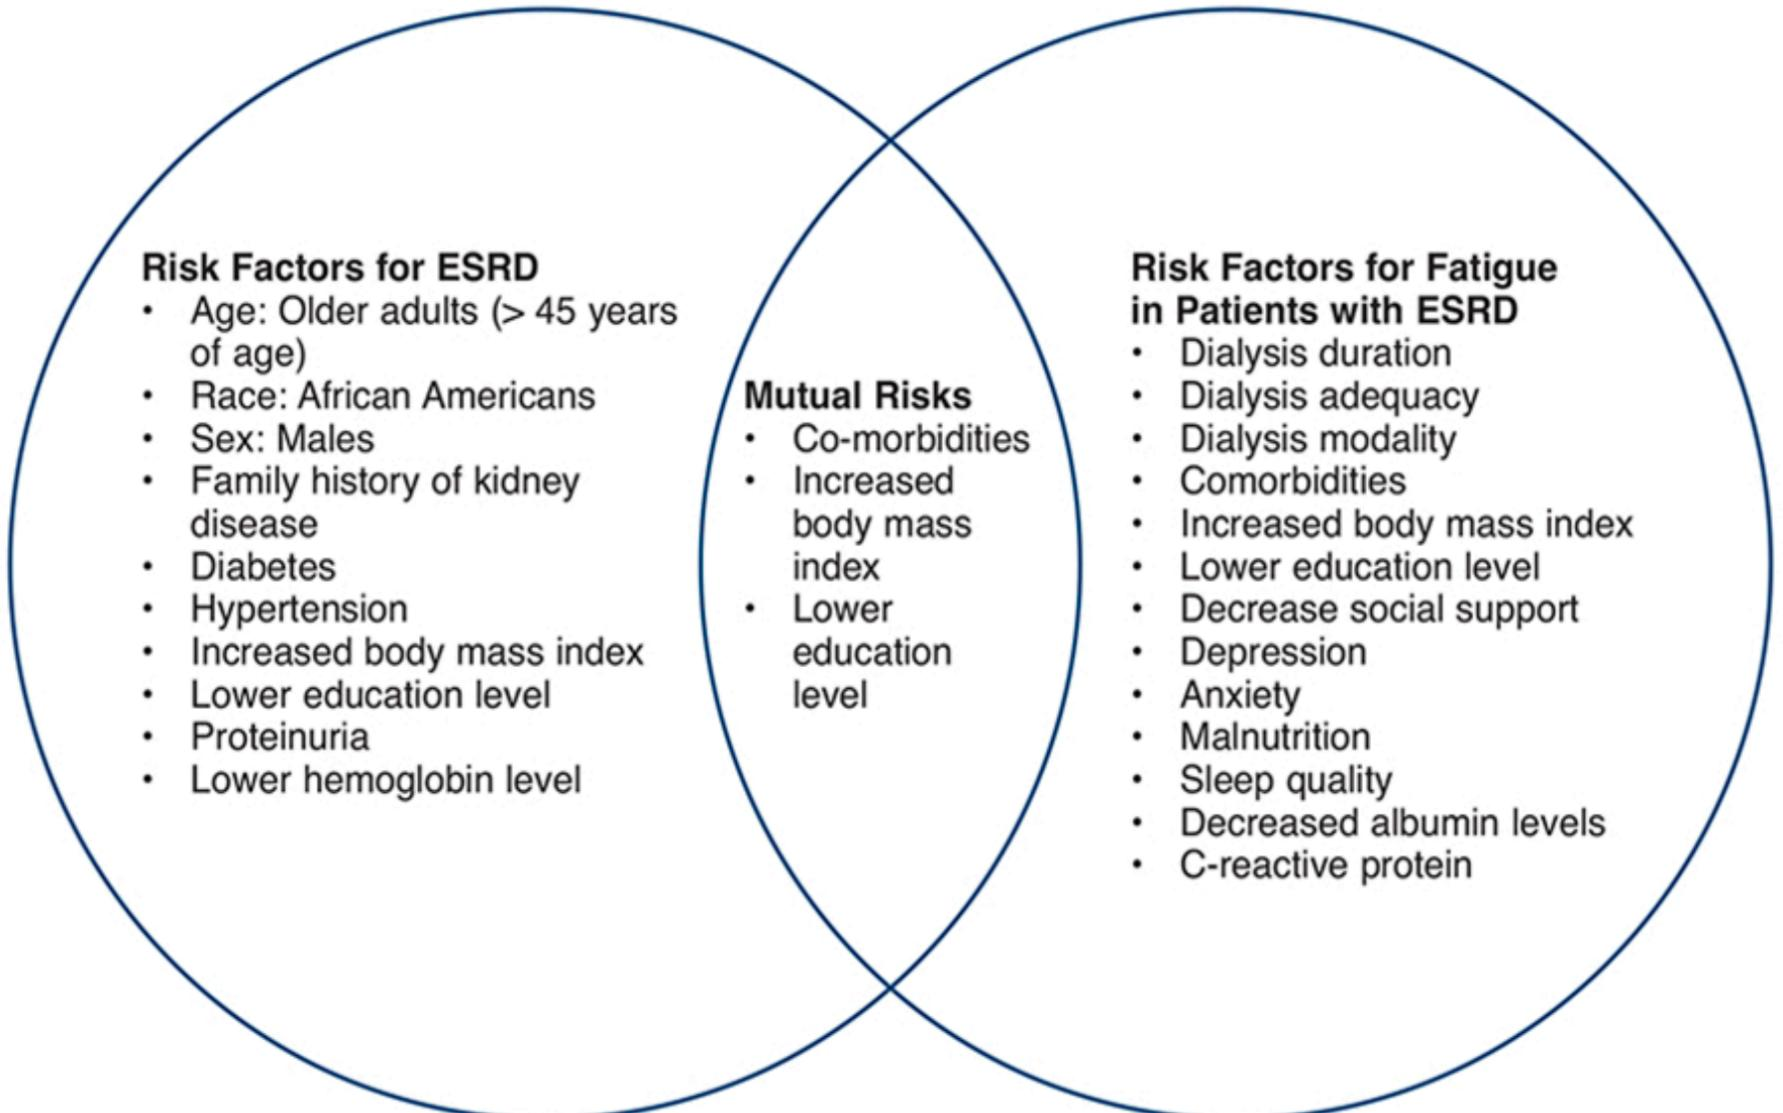 Risk Factors for ESRD
• Age: Older adults (> 45 years
of age)
• Race: African Americans
• Sex: Males
• Family history of kidney
disease
• Diabetes
• Hypertension
• Increased body mass index
• Lower education level
• Proteinuria
• Lower hemoglobin level
Mutual Risks
• Co-morbidities
• Increased
body mass
index
• Lower
education
level
Risk Factors for Fatigue
in Patients with ESRD
• Dialysis duration
• Dialysis adequacy
• Dialysis modality
• Comorbidities
• Increased body mass index
• Lower education level
• Decrease social support
• Depression
• Anxiety
• Malnutrition
• Sleep quality
• Decreased albumin levels
• C-reactive protein